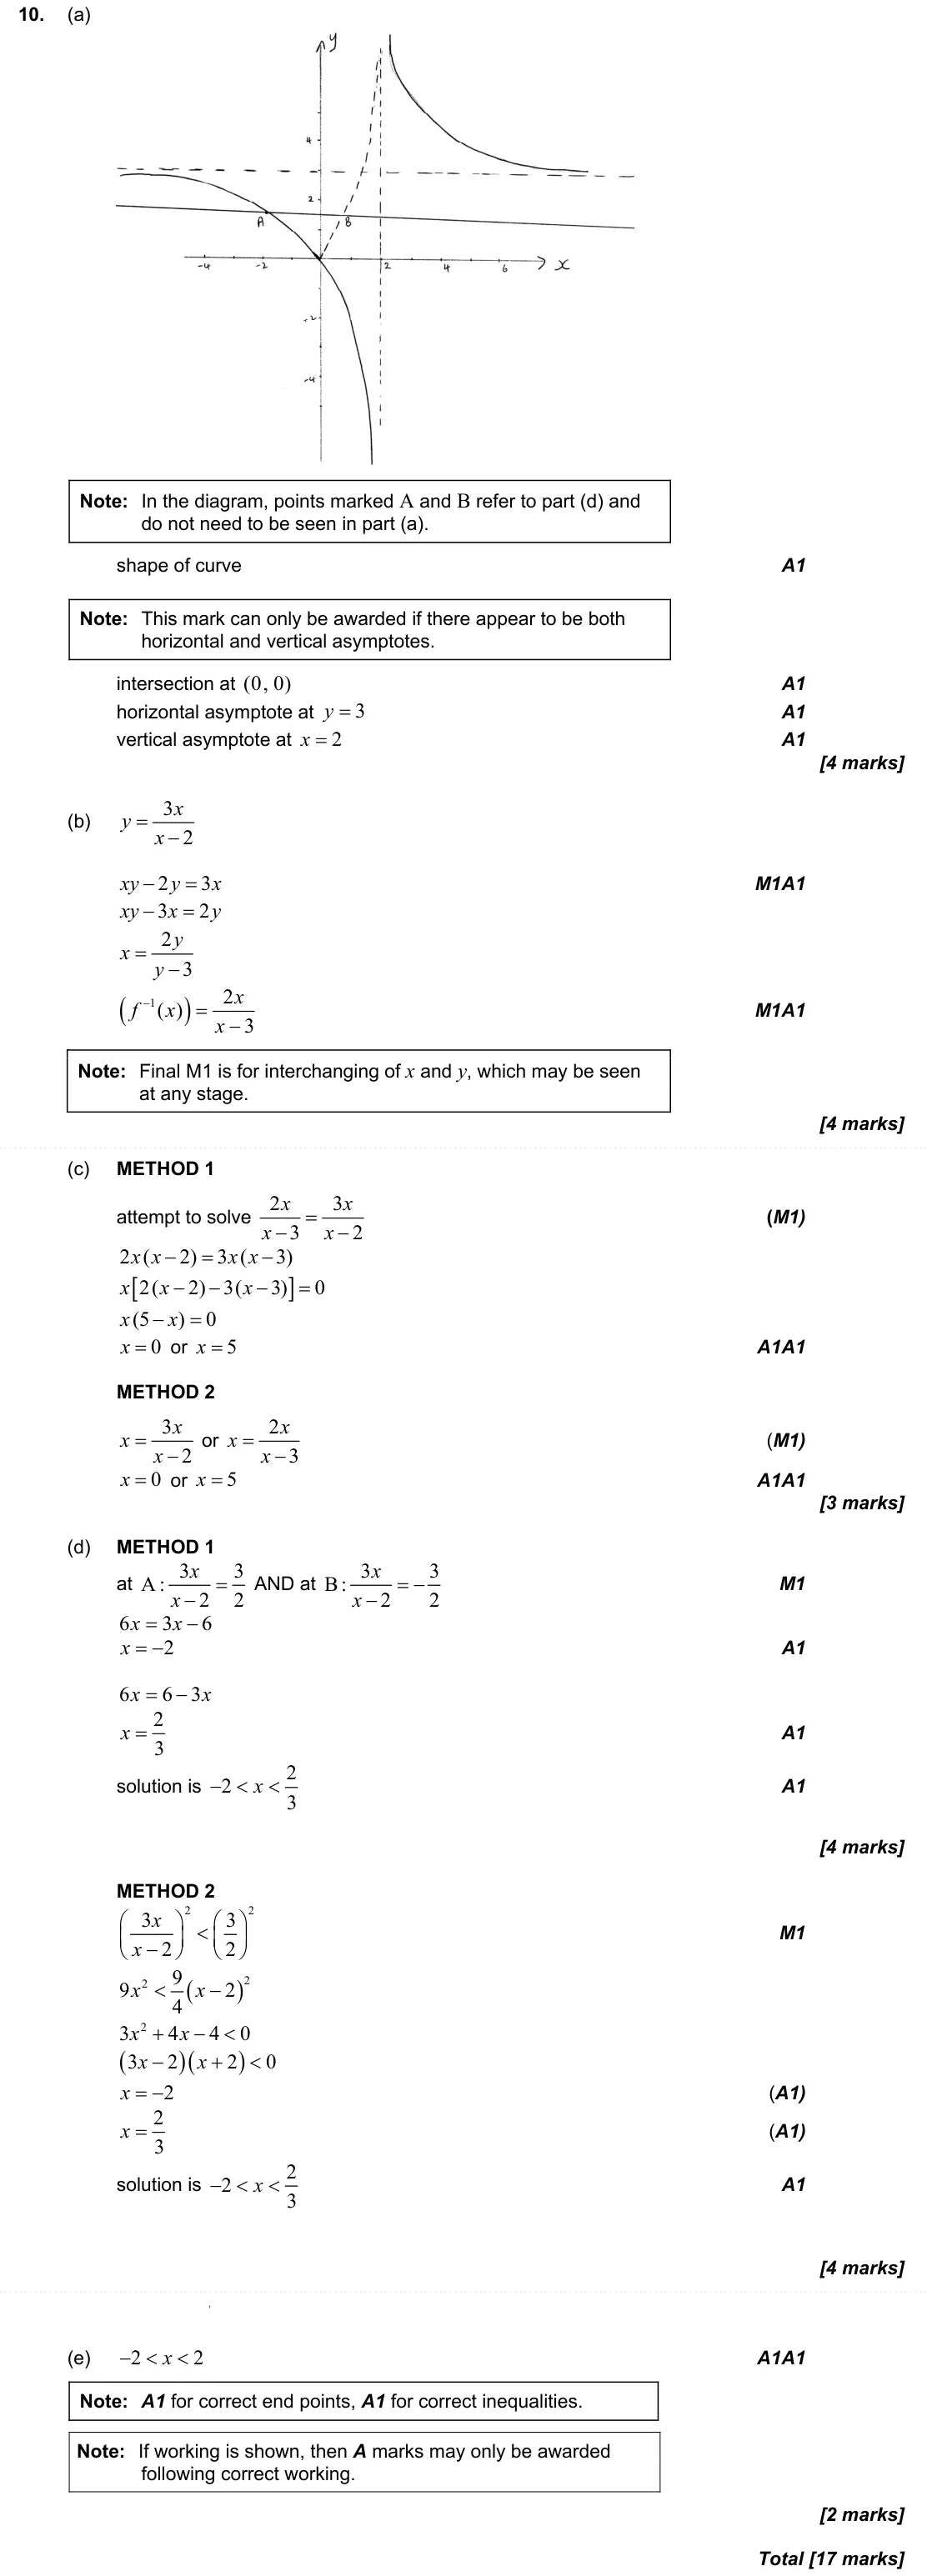 10. (a)
y
4
2
A B
-4 -2 2 4 6 x
-2
-4
Note: In the diagram, points marked A and B refer to part (d) and
do not need to be seen in part (a).
shape of curve A1
Note: This mark can only be awarded if there appear to be both
horizontal and vertical asymptotes.
intersection at (0, 0) A1
horizontal asymptote at y = 3 A1
vertical asymptote at x = 2 A1
[4 marks]
(b) y = 3x/(x − 2)
xy − 2y = 3x M1A1
xy − 3x = 2y
x = 2y/(y − 3)
(f⁻¹(x)) = 2x/(x − 3) M1A1
Note: Final M1 is for interchanging of x and y, which may be seen
at any stage.
[4 marks]
(c) METHOD 1
attempt to solve 2x/(x − 3) = 3x/(x − 2) (M1)
2x(x − 2) = 3x(x − 3)
x[2(x − 2) − 3(x − 3)] = 0
x(5 − x) = 0
x = 0 or x = 5 A1A1
METHOD 2
x = 3x/(x − 2) or x = 2x/(x − 3) (M1)
x = 0 or x = 5 A1A1
[3 marks]
(d) METHOD 1
at A: 3x/(x − 2) = 3/2 AND at B: 3x/(x − 2) = −3/2 M1
6x = 3x − 6
x = −2 A1
6x = 6 − 3x
x = 2/3 A1
solution is −2 < x < 2/3 A1
[4 marks]
METHOD 2
(3x/(x − 2))² < (3/2)² M1
9x² < 9/4(x − 2)²
3x² + 4x − 4 < 0
(3x − 2)(x + 2) < 0
x = −2 (A1)
x = 2/3 (A1)
solution is −2 < x < 2/3 A1
[4 marks]
(e) −2 < x < 2 A1A1
Note: A1 for correct end points, A1 for correct inequalities.
Note: If working is shown, then A marks may only be awarded
following correct working.
[2 marks]
Total [17 marks]